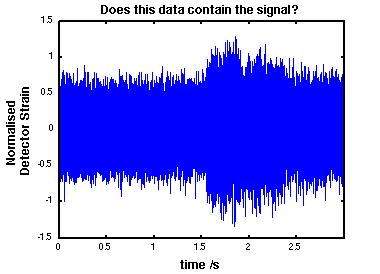 Does this data contain the signal?
1.5
1
0.5
0
-0.5
-1
-1.5
Normalised
Detector Strain
0 0.5 1 1.5 2 2.5
time /s